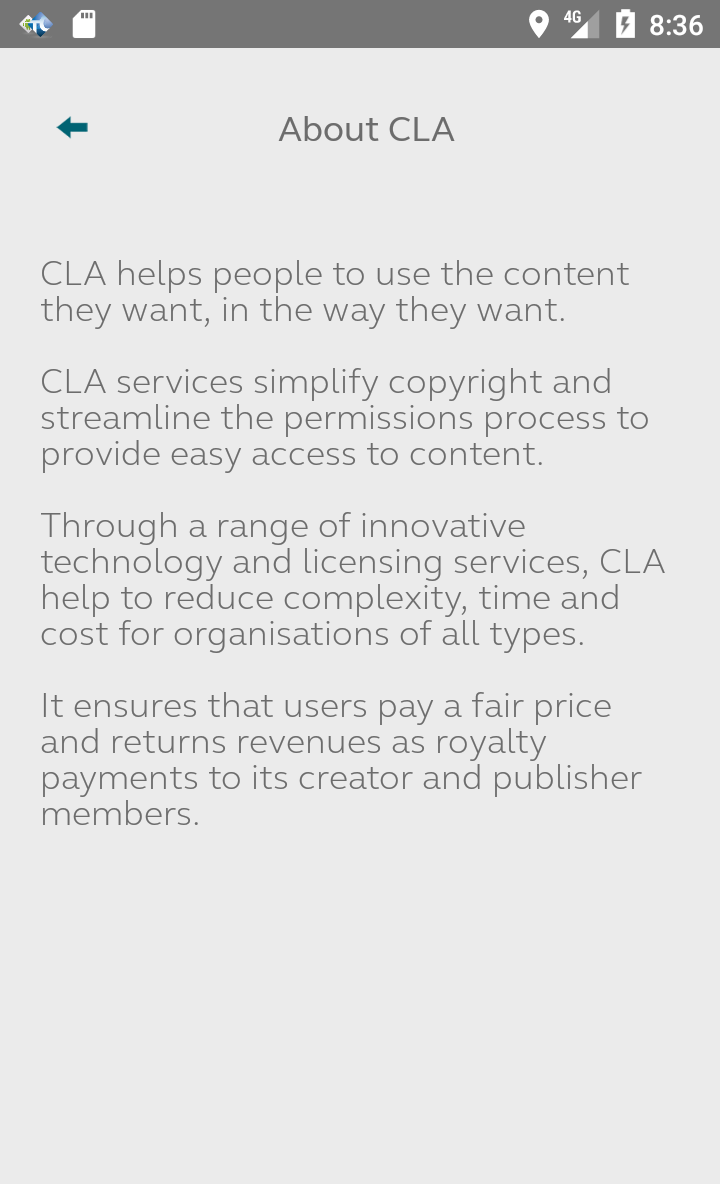 4G 8:36
About CLA
CLA helps people to use the content
they want, in the way they want.
CLA services simplify copyright and
streamline the permissions process to
provide easy access to content.
Through a range of innovative
technology and licensing services, CLA
help to reduce complexity, time and
cost for organisations of all types.
It ensures that users pay a fair price
and returns revenues as royalty
payments to its creator and publisher
members.